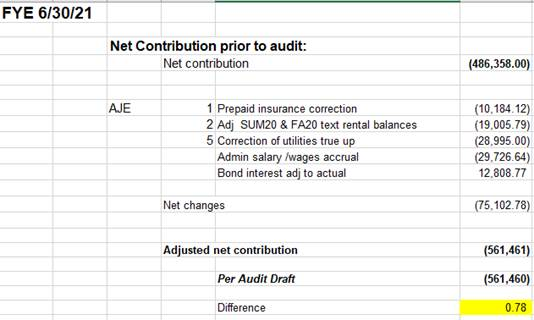 FYE 6/30/21
Net Contribution prior to audit:
Net contribution (486,358.00)
AJE 1 Prepaid insurance correction (10,184.12)
2 Adj SUM20 & FA20 text rental balances (19,005.79)
5 Correction of utilities true up (28,995.00)
Admin salary /wages accrual (29,726.64)
Bond interest adj to actual 12,808.77
Net changes (75,102.78)
Adjusted net contribution (561,461)
Per Audit Draft (561,460)
Difference 0.78